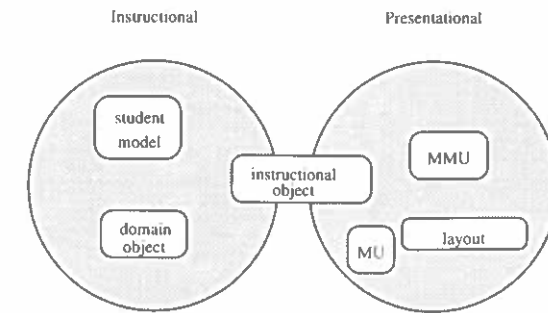 Instructional
Presentational
student
model
MMU
instructional
object
domain
object
MU
layout